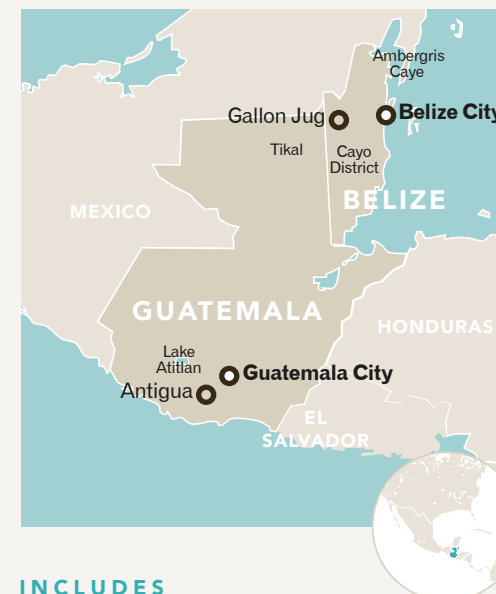 Ambergris
Caye
Gallon Jug
Belize City
Tikal
Cayo
District
BELIZE
MEXICO
GUATEMALA
HONDURAS
Lake
Atitlan
Guatemala City
Antigua
EL
SALVADOR
INCLUDES